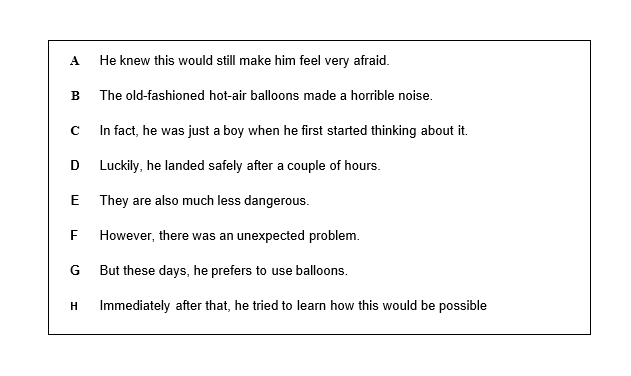 A He knew this would still make him feel very afraid.
B The old-fashioned hot-air balloons made a horrible noise.
C In fact, he was just a boy when he first started thinking about it.
D Luckily, he landed safely after a couple of hours.
E They are also much less dangerous.
F However, there was an unexpected problem.
G But these days, he prefers to use balloons.
H Immediately after that, he tried to learn how this would be possible